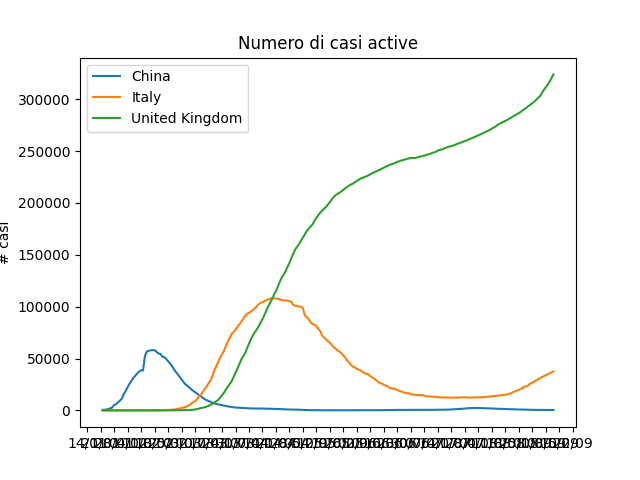 Numero di casi active
China
Italy
United Kingdom
300000
250000
200000
150000
100000
50000
0
# casi